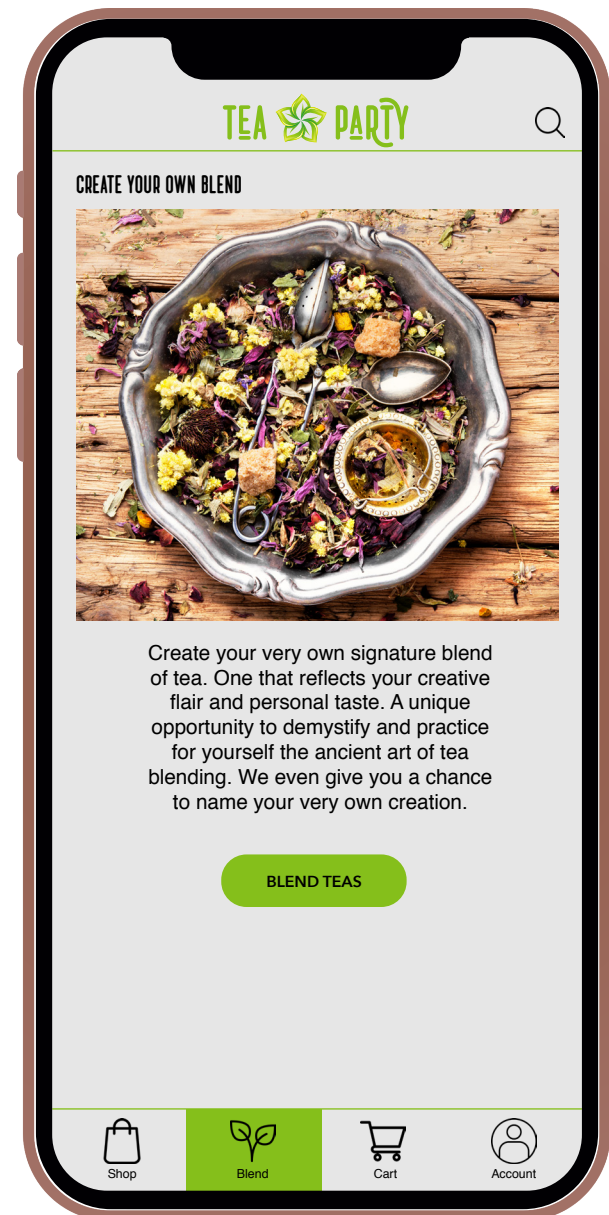 TEA PARTY
CREATE YOUR OWN BLEND
Create your very own signature blend
of tea. One that reflects your creative
flair and personal taste. A unique
opportunity to demystify and practice
for yourself the ancient art of tea
blending. We even give you a chance
to name your very own creation.
BLEND TEAS
Shop Blend Cart Account